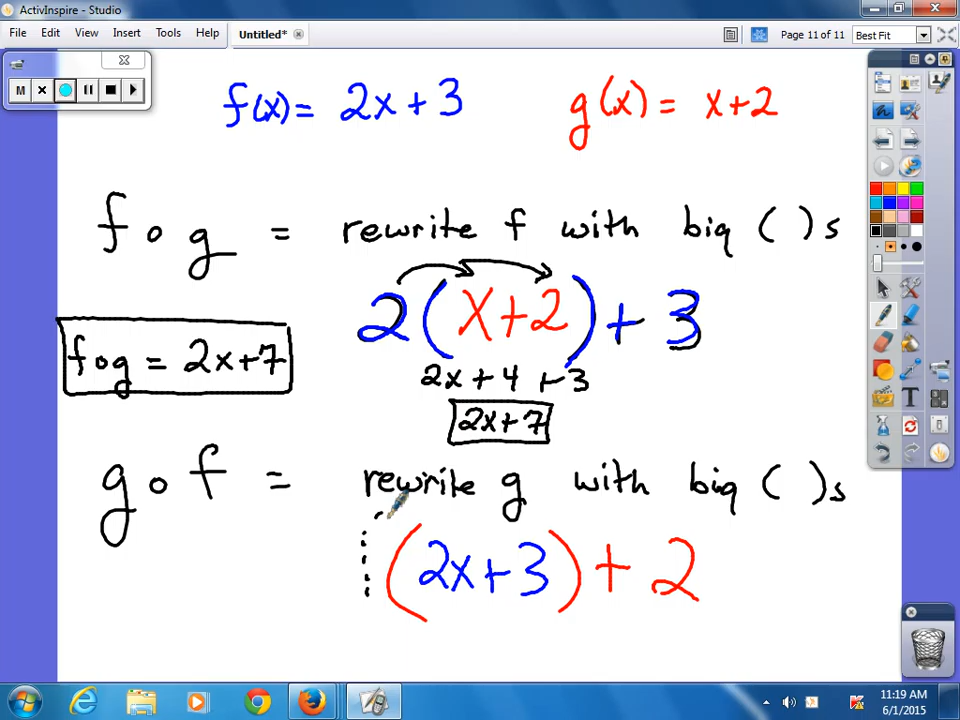 ActivInspire - Studio
File Edit View Insert Tools Help Untitled* Page 11 of 11 Best Fit
M
f(x)= 2x+3 g(x)= x+2
f o g = rewrite f with big ( )s
2(x+2)+3
fog = 2x+7
2x+4+3
2x+7
g o f = rewrite g with big ( )s
(2x+3)+2
T
11:19 AM
6/1/2015